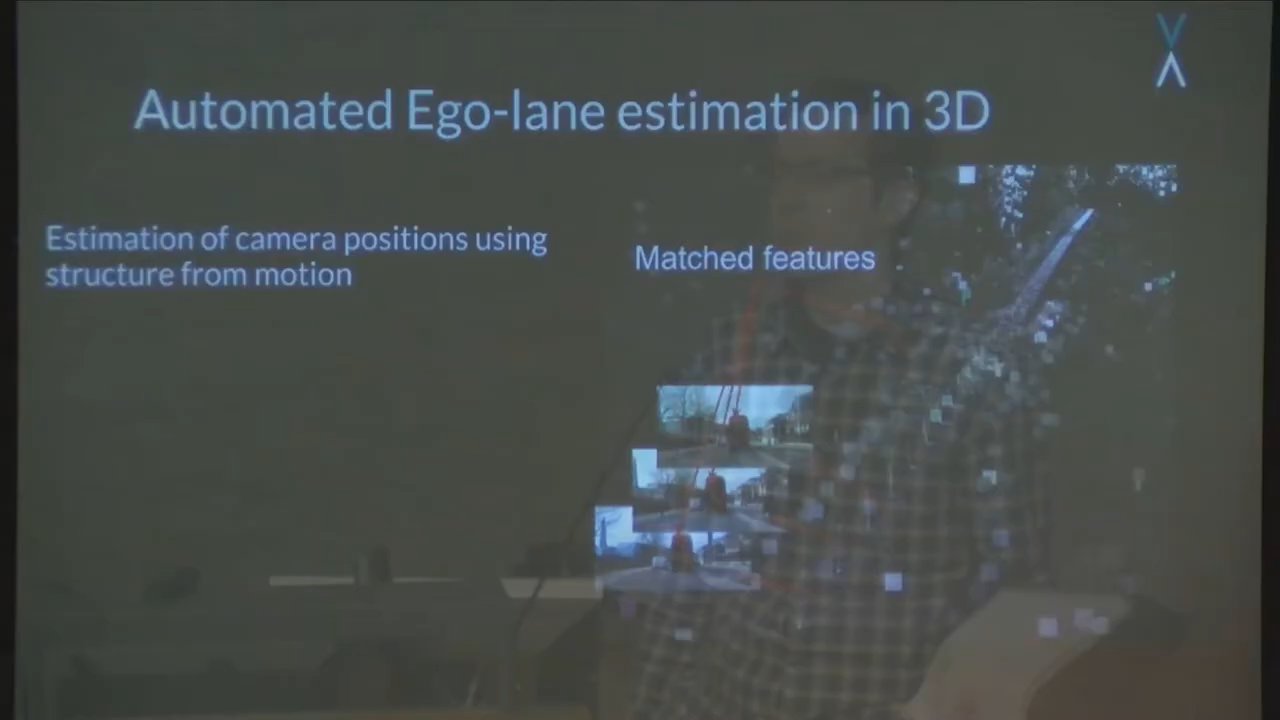 Automated Ego-lane estimation in 3D
Estimation of camera positions using
structure from motion
Matched features